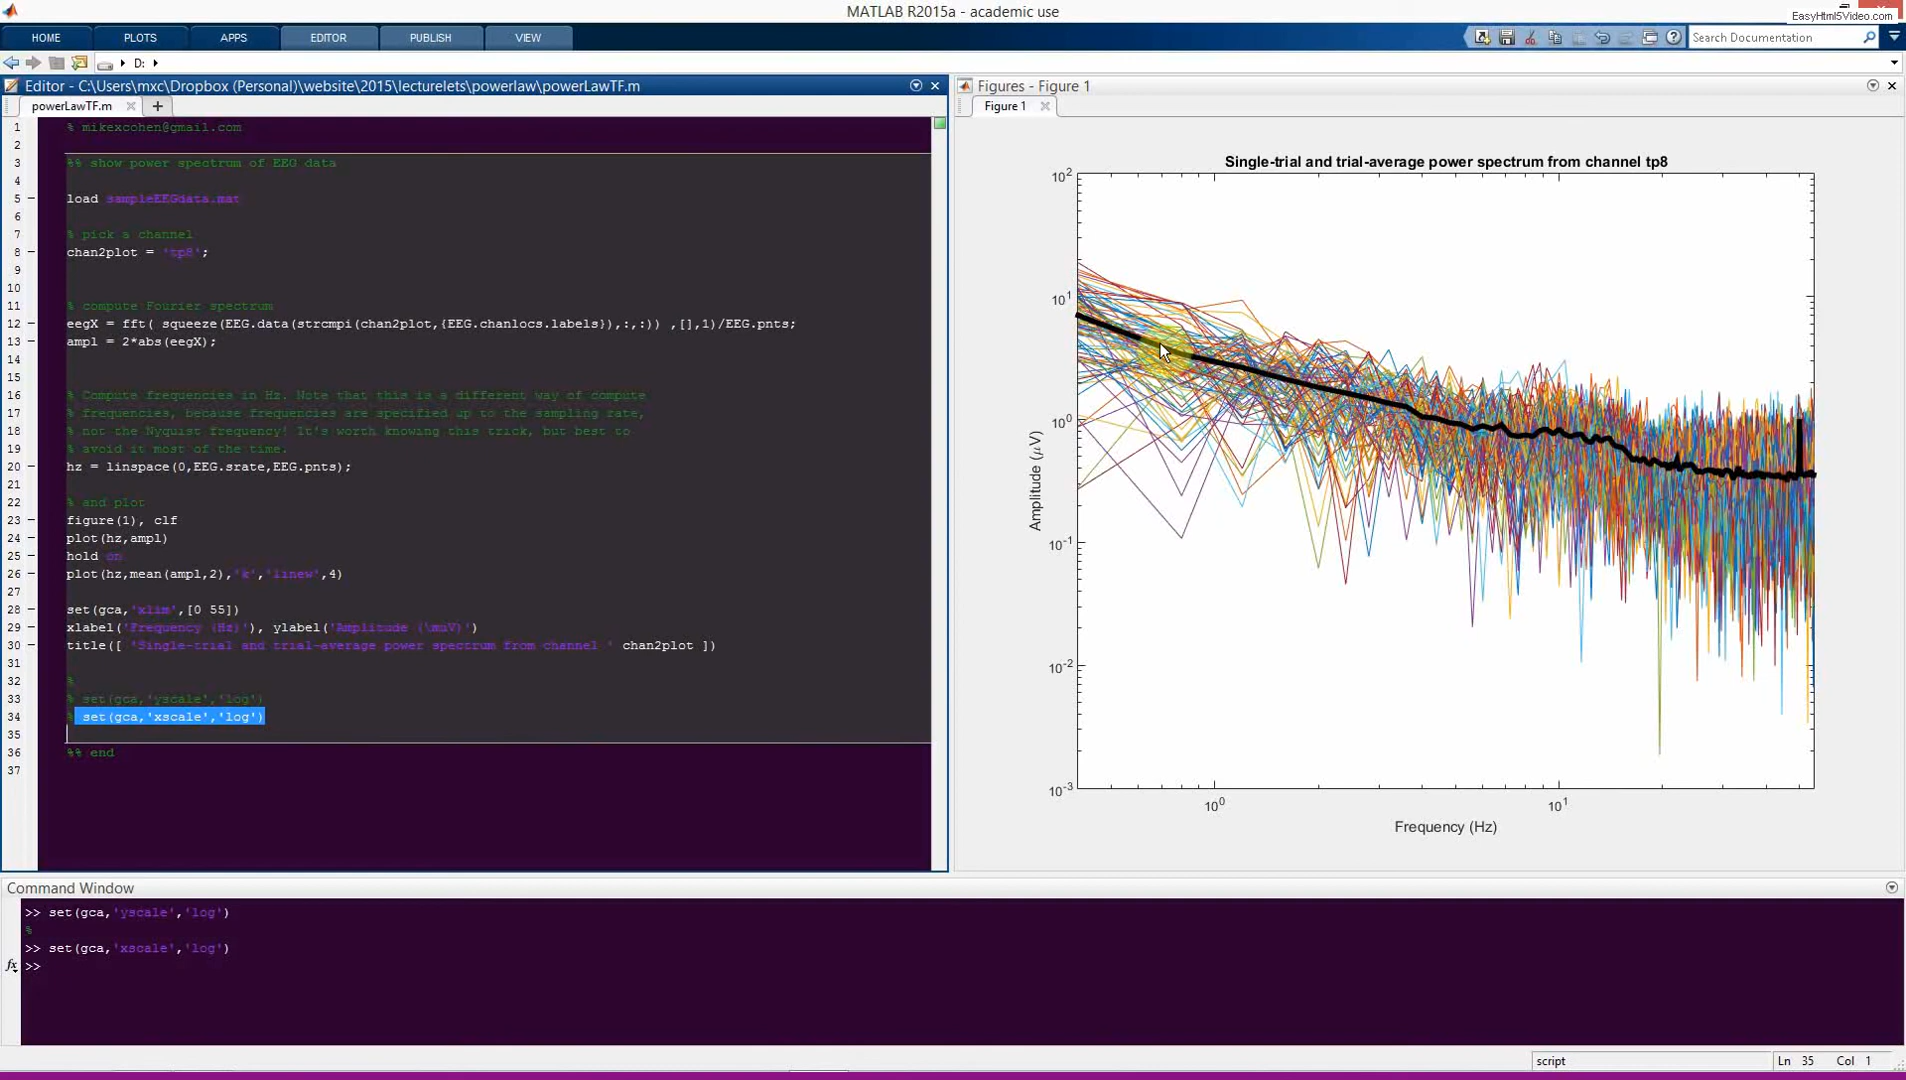 MATLAB R2015a - academic use
EasyHtml5Video.com
HOME PLOTS APPS EDITOR PUBLISH VIEW
Search Documentation
D:
Editor - C:\Users\mxc\Dropbox (Personal)\website\2015\lecturelets\powerlaw\powerLawTF.m
powerLawTF.m
1 % mikexcohen@gmail.com
2
3 %% show power spectrum of EEG data
4
5 load sampleEEGdata.mat
6
7 % pick a channel
8 chan2plot = 'tp8';
9
10
11 % compute Fourier spectrum
12 eegX = fft( squeeze(EEG.data(strcmpi(chan2plot,{EEG.chanlocs.labels}),:,:)) ,[],1)/EEG.pnts;
13 ampl = 2*abs(eegX);
14
15
16 % Compute frequencies in Hz. Note that this is a different way of compute
17 % frequencies, because frequencies are specified up to the sampling rate,
18 % not the Nyquist frequency! It's worth knowing this trick, but best to
19 % avoid it most of the time.
20 hz = linspace(0,EEG.srate,EEG.pnts);
21
22 % and plot
23 figure(1), clf
24 plot(hz,ampl)
25 hold on
26 plot(hz,mean(ampl,2),'k','linew',4)
27
28 set(gca,'xlim',[0 55])
29 xlabel('Frequency (Hz)'), ylabel('Amplitude (\muV)')
30 title([ 'Single-trial and trial-average power spectrum from channel ' chan2plot ])
31
32 %
33 % set(gca,'yscale','log')
34 % set(gca,'xscale','log')
35
36 %% end
37
Figures - Figure 1
Figure 1
Single-trial and trial-average power spectrum from channel tp8
10²
10¹
10⁰
10⁻¹
10⁻²
10⁻³
Amplitude (μV)
10⁰ 10¹
Frequency (Hz)
Command Window
>> set(gca,'yscale','log')
%
>> set(gca,'xscale','log')
fx >>
script Ln 35 Col 1